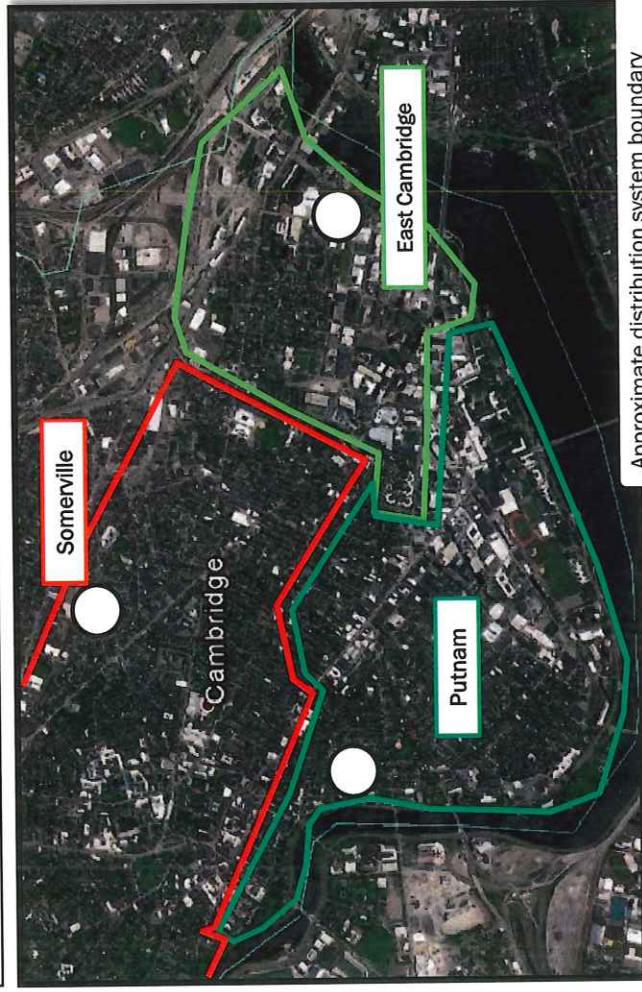 Somerville
Cambridge
East Cambridge
Putnam
Approximate distribution system boundary